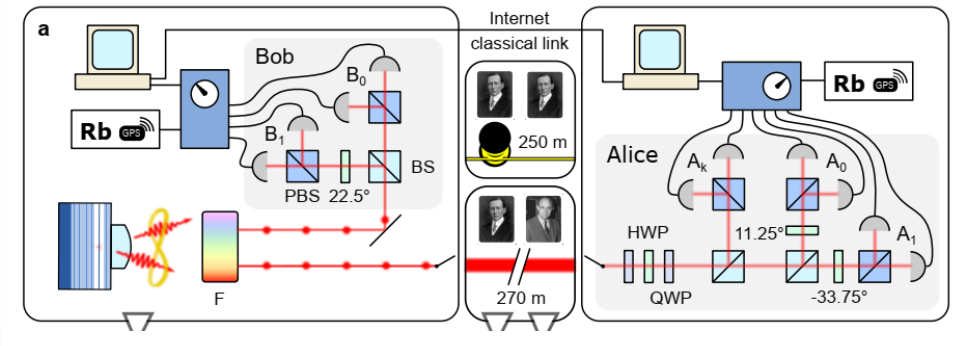 a
Internet
classical link
Bob
B0
B1
BS
PBS 22.5°
Rb GPS
F
250 m
270 m
Rb GPS
Alice
Ak
A0
A1
HWP
11.25°
QWP
-33.75°